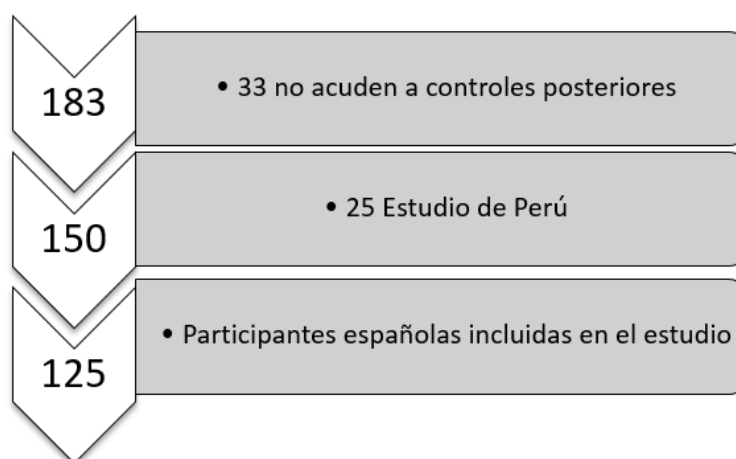 183
• 33 no acuden a controles posteriores
150
• 25 Estudio de Perú
125
• Participantes españolas incluidas en el estudio